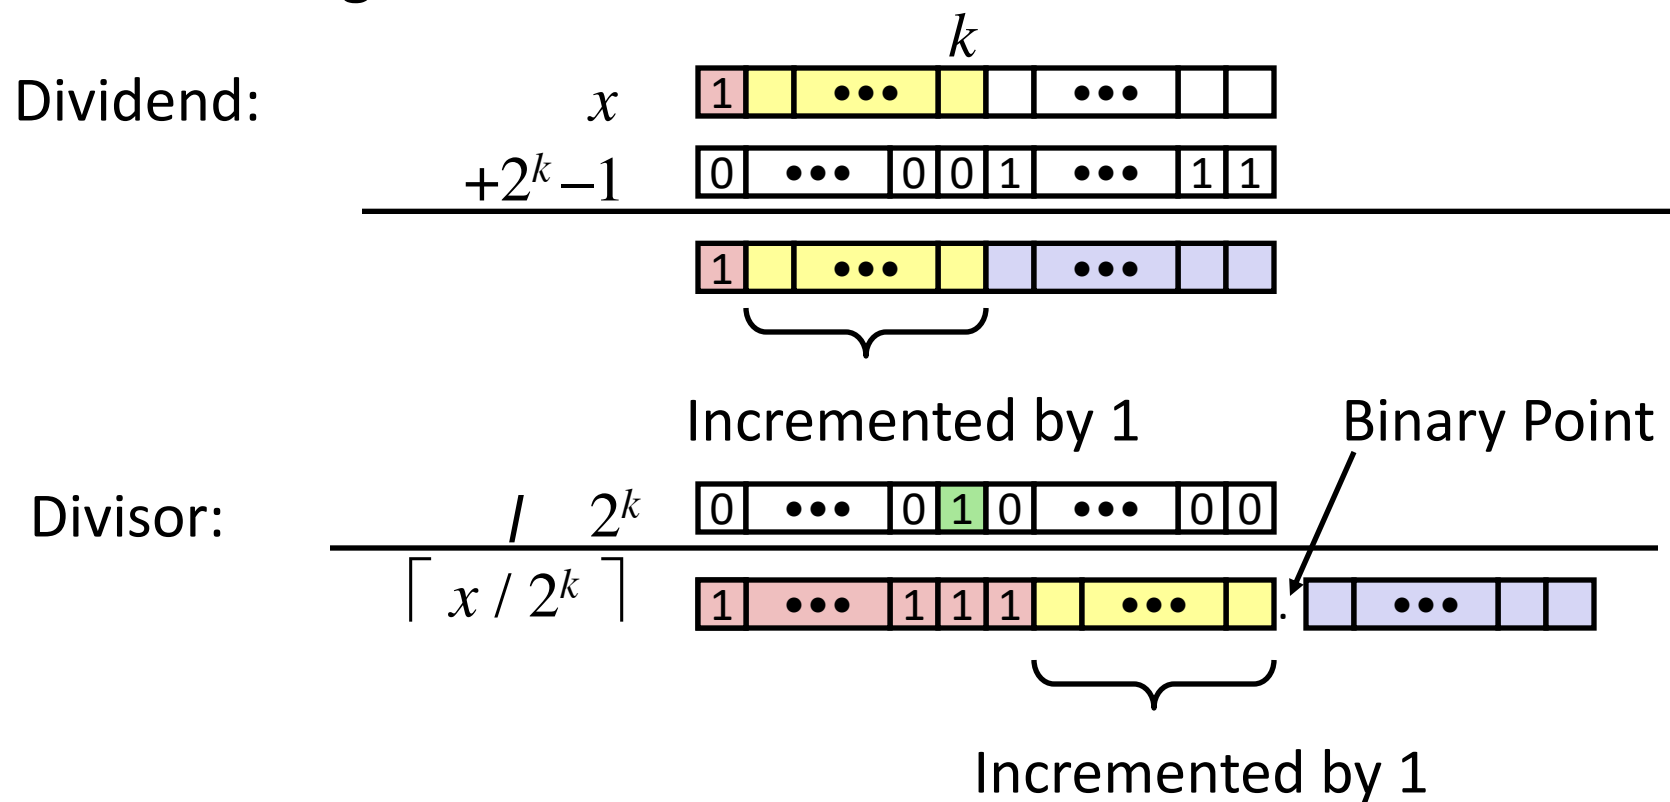 k
Dividend: x 1 ••• •••
+2^k –1 0 ••• 0 0 1 ••• 1 1
1 ••• •••
Incremented by 1 Binary Point
Divisor: / 2^k 0 ••• 0 1 0 ••• 0 0
⌈ x / 2^k ⌉ 1 ••• 1 1 1 ••• . •••
Incremented by 1